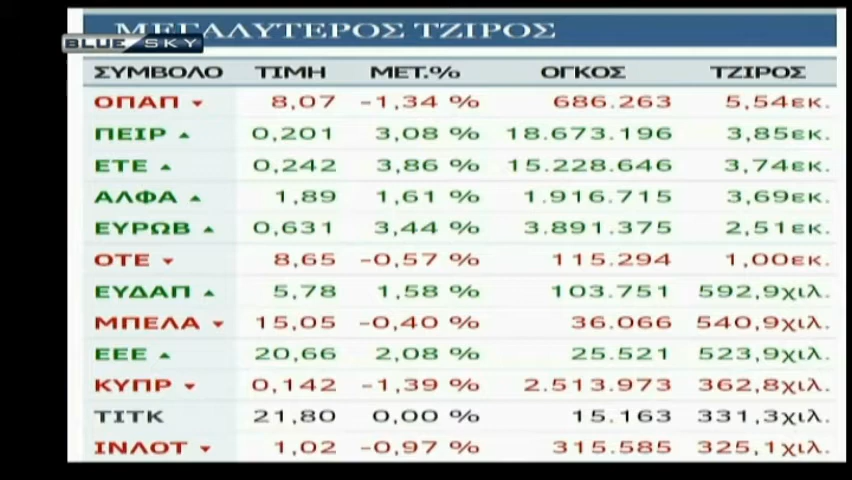 ΜΕΓΑΛΥΤΕΡΟΣ ΤΖΙΡΟΣ
BLUE SKY
ΣΥΜΒΟΛΟ ΤΙΜΗ ΜΕΤ.% ΟΓΚΟΣ ΤΖΙΡΟΣ
ΟΠΑΠ 8,07 -1,34 % 686.263 5,54εκ.
ΠΕΙΡ 0,201 3,08 % 18.673.196 3,85εκ.
ΕΤΕ 0,242 3,86 % 15.228.646 3,74εκ.
ΑΛΦΑ 1,89 1,61 % 1.916.715 3,69εκ.
ΕΥΡΩΒ 0,631 3,44 % 3.891.375 2,51εκ.
ΟΤΕ 8,65 -0,57 % 115.294 1,00εκ.
ΕΥΔΑΠ 5,78 1,58 % 103.751 592,9χιλ.
ΜΠΕΛΑ 15,05 -0,40 % 36.066 540,9χιλ.
ΕΕΕ 20,66 2,08 % 25.521 523,9χιλ.
ΚΥΠΡ 0,142 -1,39 % 2.513.973 362,8χιλ.
ΤΙΤΚ 21,80 0,00 % 15.163 331,3χιλ.
ΙΝΛΟΤ 1,02 -0,97 % 315.585 325,1χιλ.